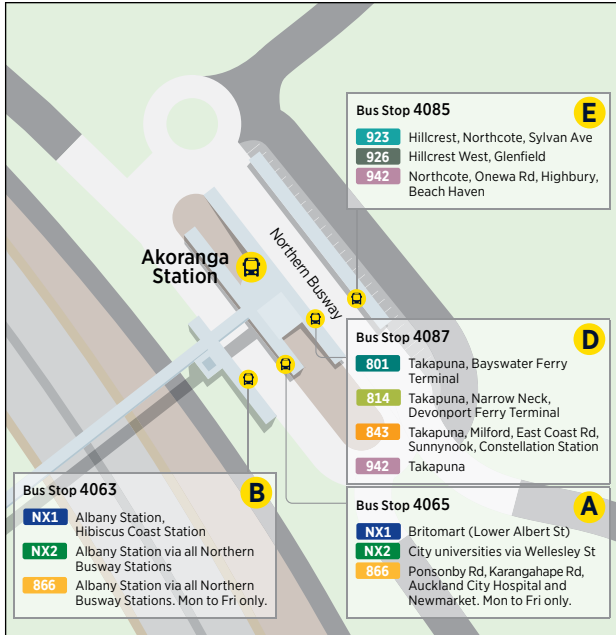 Bus Stop 4085
E
923 Hillcrest, Northcote, Sylvan Ave
926 Hillcrest West, Glenfield
942 Northcote, Onewa Rd, Highbury,
Beach Haven
Akoranga
Station
Northern Busway
Bus Stop 4087
D
801 Takapuna, Bayswater Ferry
Terminal
814 Takapuna, Narrow Neck,
Devonport Ferry Terminal
843 Takapuna, Milford, East Coast Rd,
Sunnynook, Constellation Station
942 Takapuna
Bus Stop 4063
B
NX1 Albany Station,
Hibiscus Coast Station
NX2 Albany Station via all Northern
Busway Stations
866 Albany Station via all Northern
Busway Stations. Mon to Fri only.
Bus Stop 4065
A
NX1 Britomart (Lower Albert St)
NX2 City universities via Wellesley St
866 Ponsonby Rd, Karangahape Rd,
Auckland City Hospital and
Newmarket. Mon to Fri only.